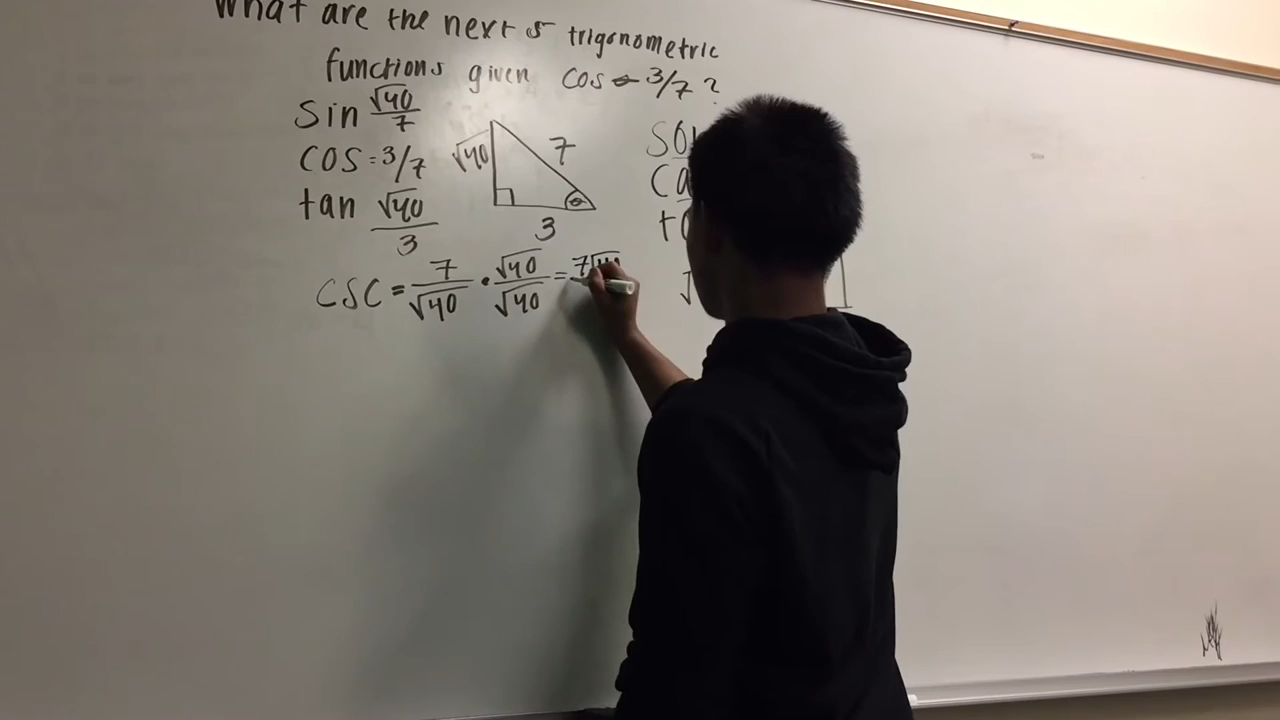 What are the next 5 trigonometric
functions given cos θ 3/7 ?
sin √40/7
cos = 3/7
tan √40/3
√40
7
3
θ
csc = 7/√40 • √40/√40 =